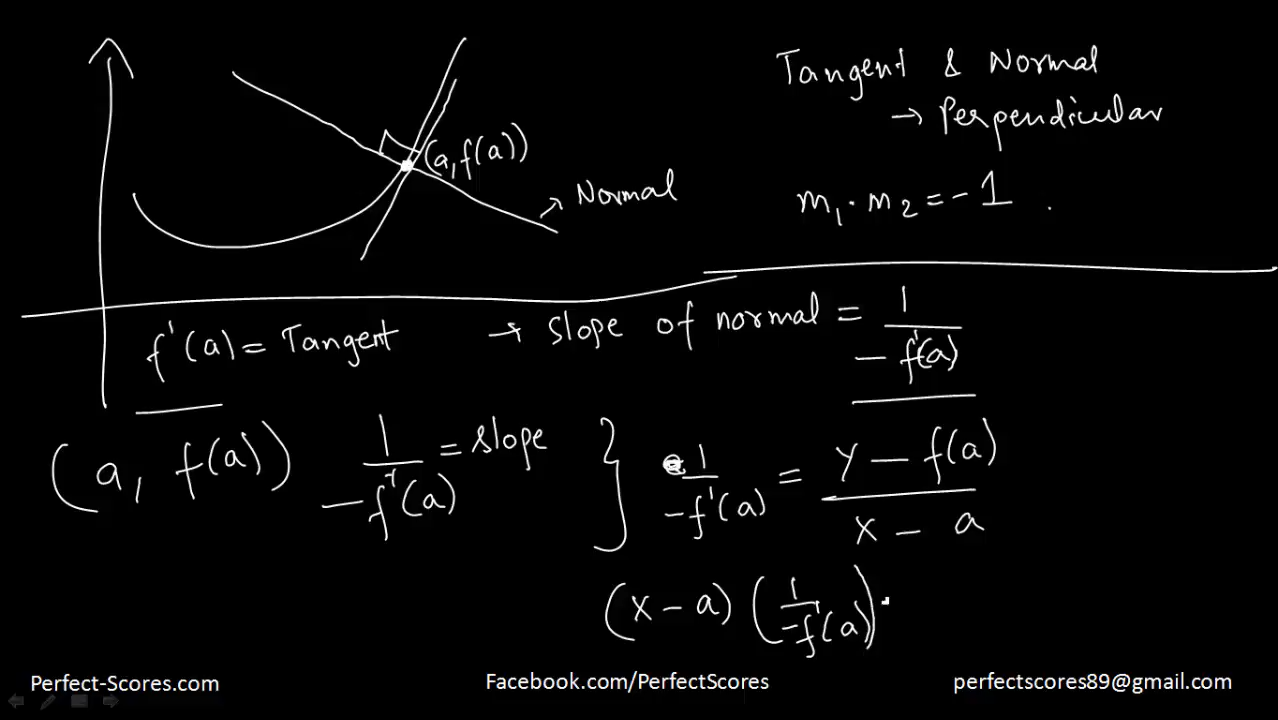 Tangent & Normal
→ Perpendicular
(a, f(a))
→ Normal
m₁ · m₂ = - 1 .
f'(a) = Tangent → slope of normal = 1 / - f'(a)
(a, f(a)) 1 / - f'(a) = slope } 1 / - f'(a) = y - f(a) / x - a
(x - a) (1 / - f'(a))
Perfect-Scores.com
Facebook.com/PerfectScores
perfectscores89@gmail.com